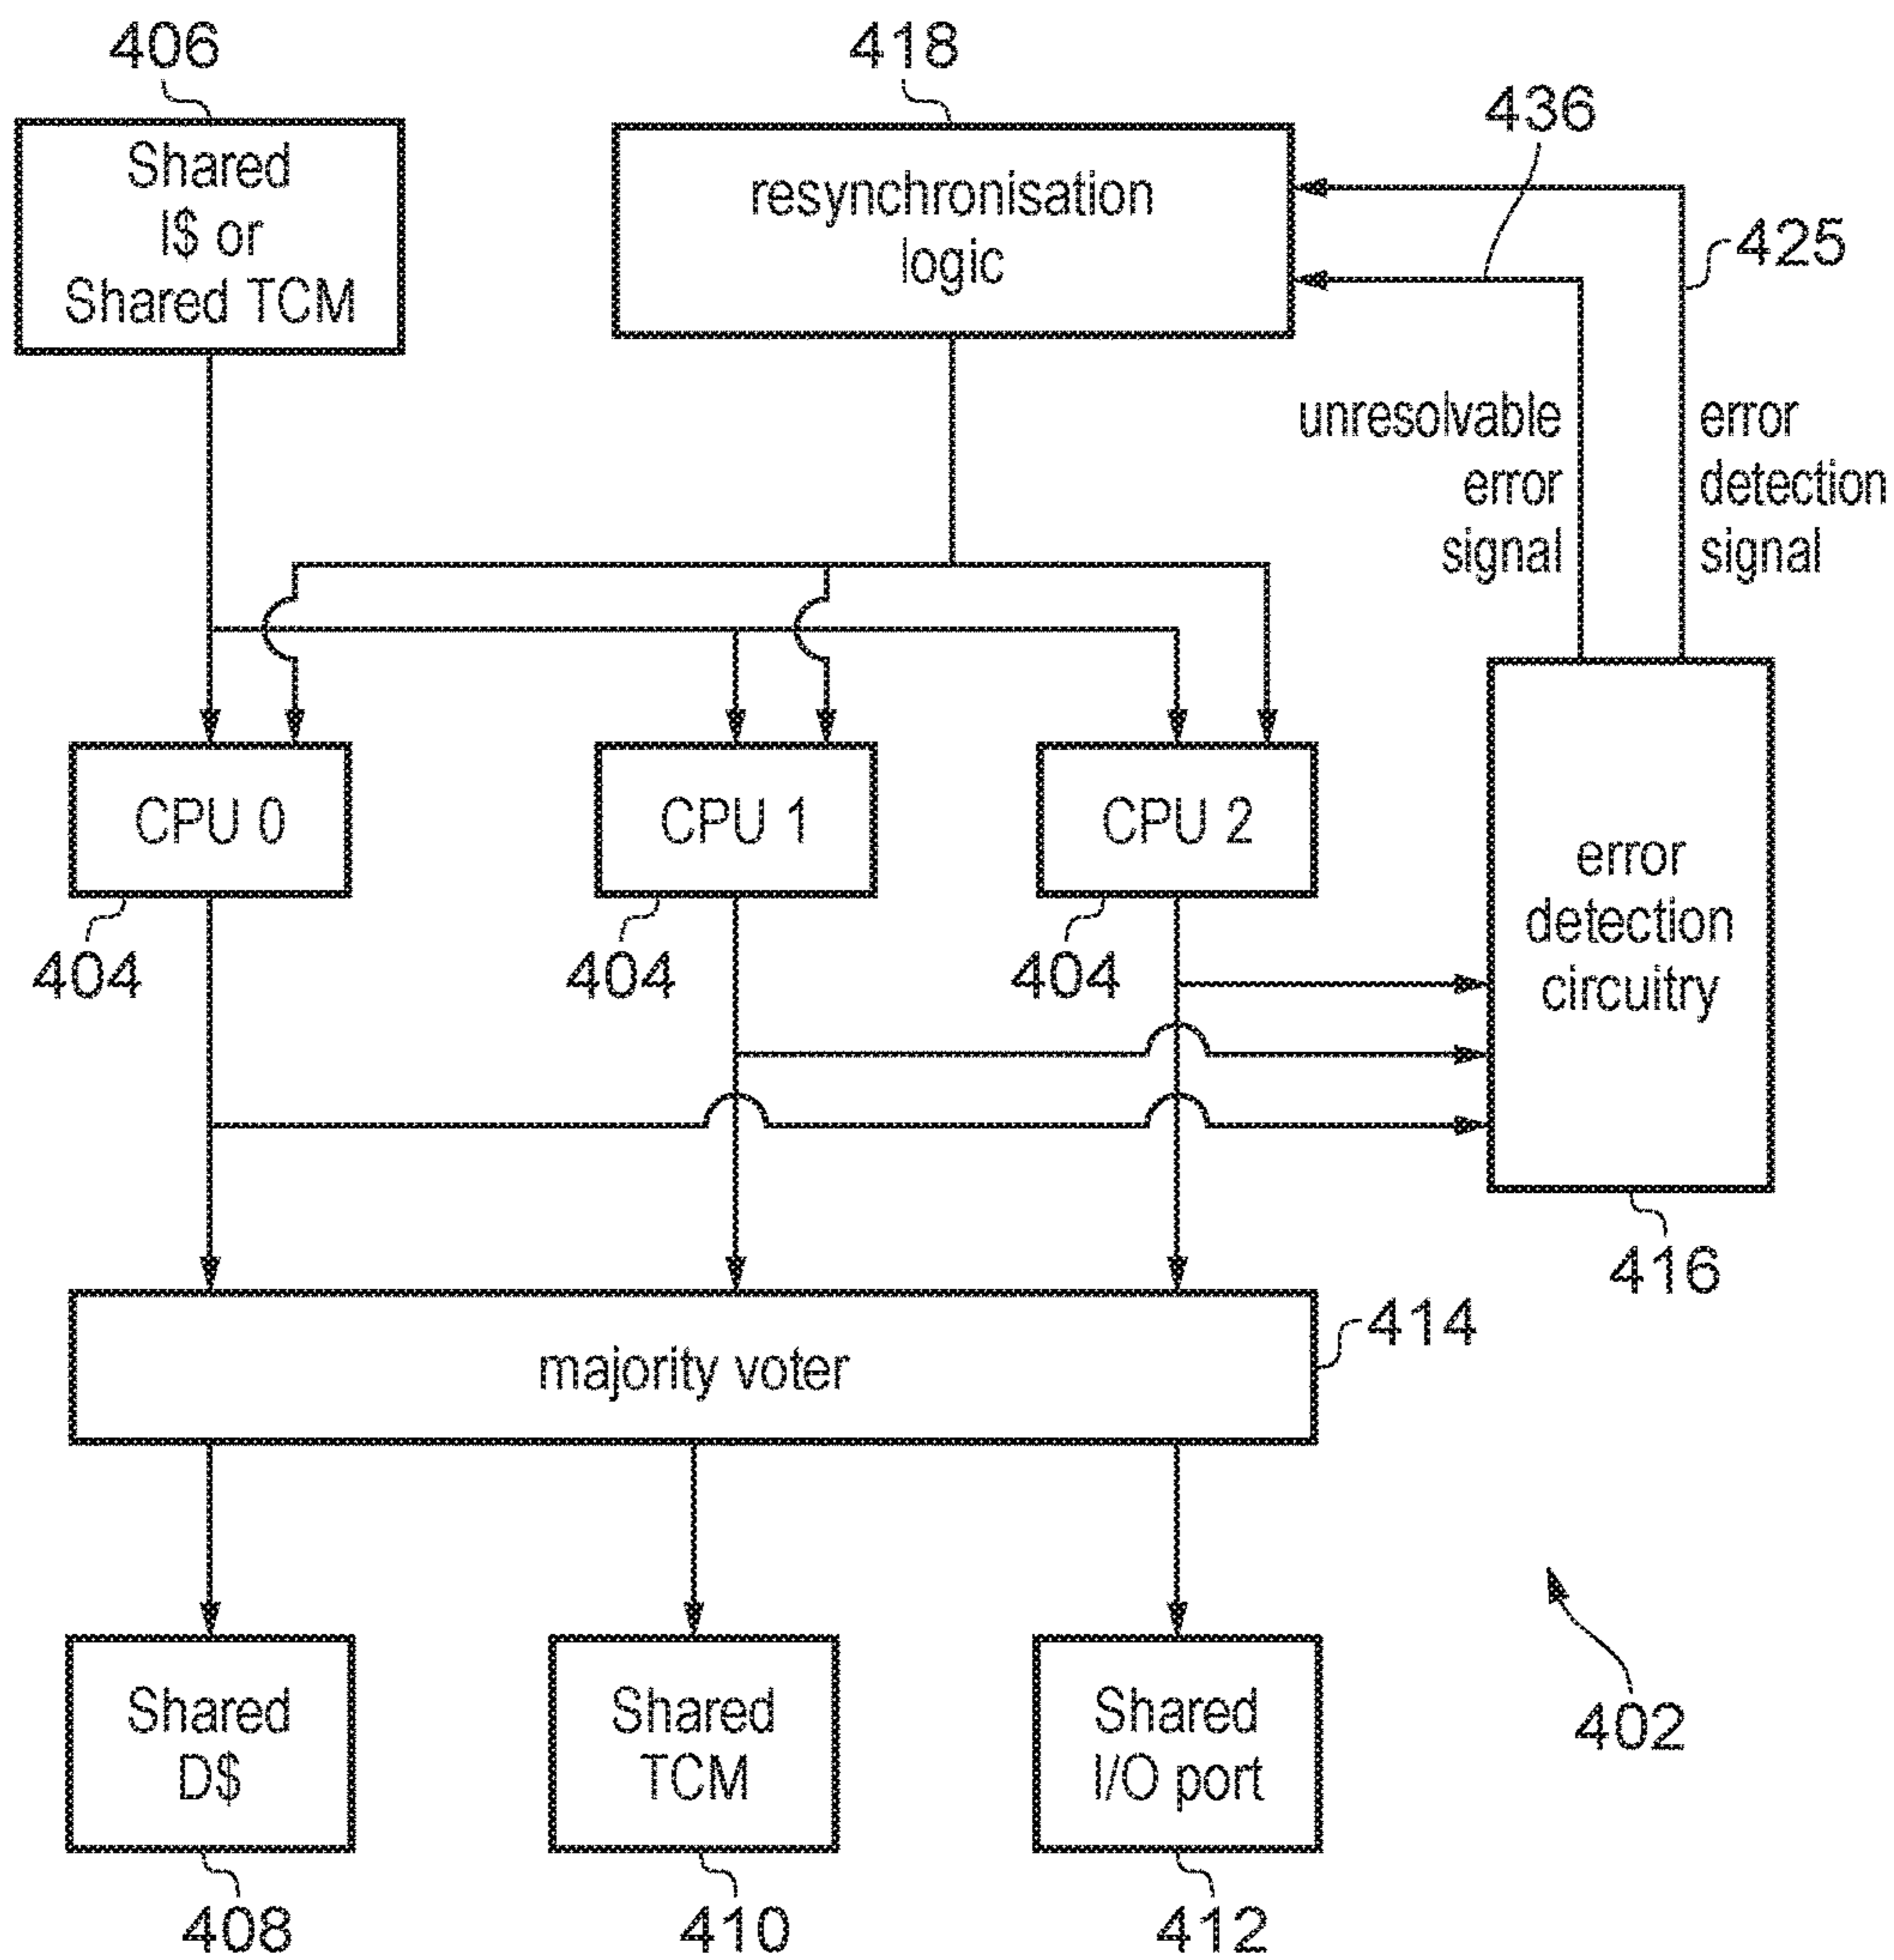 406
418
436
Shared
I$ or
Shared TCM
resynchronisation
logic
425
unresolvable
error
signal
error
detection
signal
CPU 0
CPU 1
CPU 2
404
404
404
error
detection
circuitry
416
majority voter
414
Shared
D$
Shared
TCM
Shared
I/O port
402
408
410
412